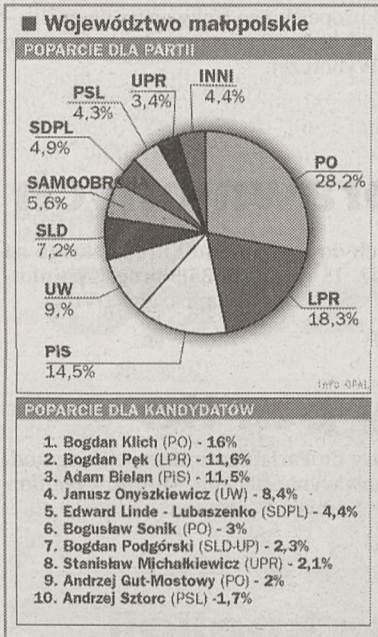 ■ Województwo małopolskie
POPARCIE DLA PARTII
INNI
4,4%
UPR
3,4%
PSL
4,3%
SDPL
4,9%
SAMOOBRONA
5,6%
SLD
7,2%
UW
9,%
PiS
14,5%
LPR
18,3%
PO
28,2%
Info OPAL
POPARCIE DLA KANDYDATÓW
1. Bogdan Klich (PO) - 16%
2. Bogdan Pęk (LPR) - 11,6%
3. Adam Bielan (PiS) - 11,5%
4. Janusz Onyszkiewicz (UW) - 8,4%
5. Edward Linde - Lubaszenko (SDPL) - 4,4%
6. Bogusław Sonik (PO) - 3%
7. Bogdan Podgórski (SLD-UP) - 2,3%
8. Stanisław Michałkiewicz (UPR) - 2,1%
9. Andrzej Gut-Mostowy (PO) - 2%
10. Andrzej Sztorc (PSL) -1,7%